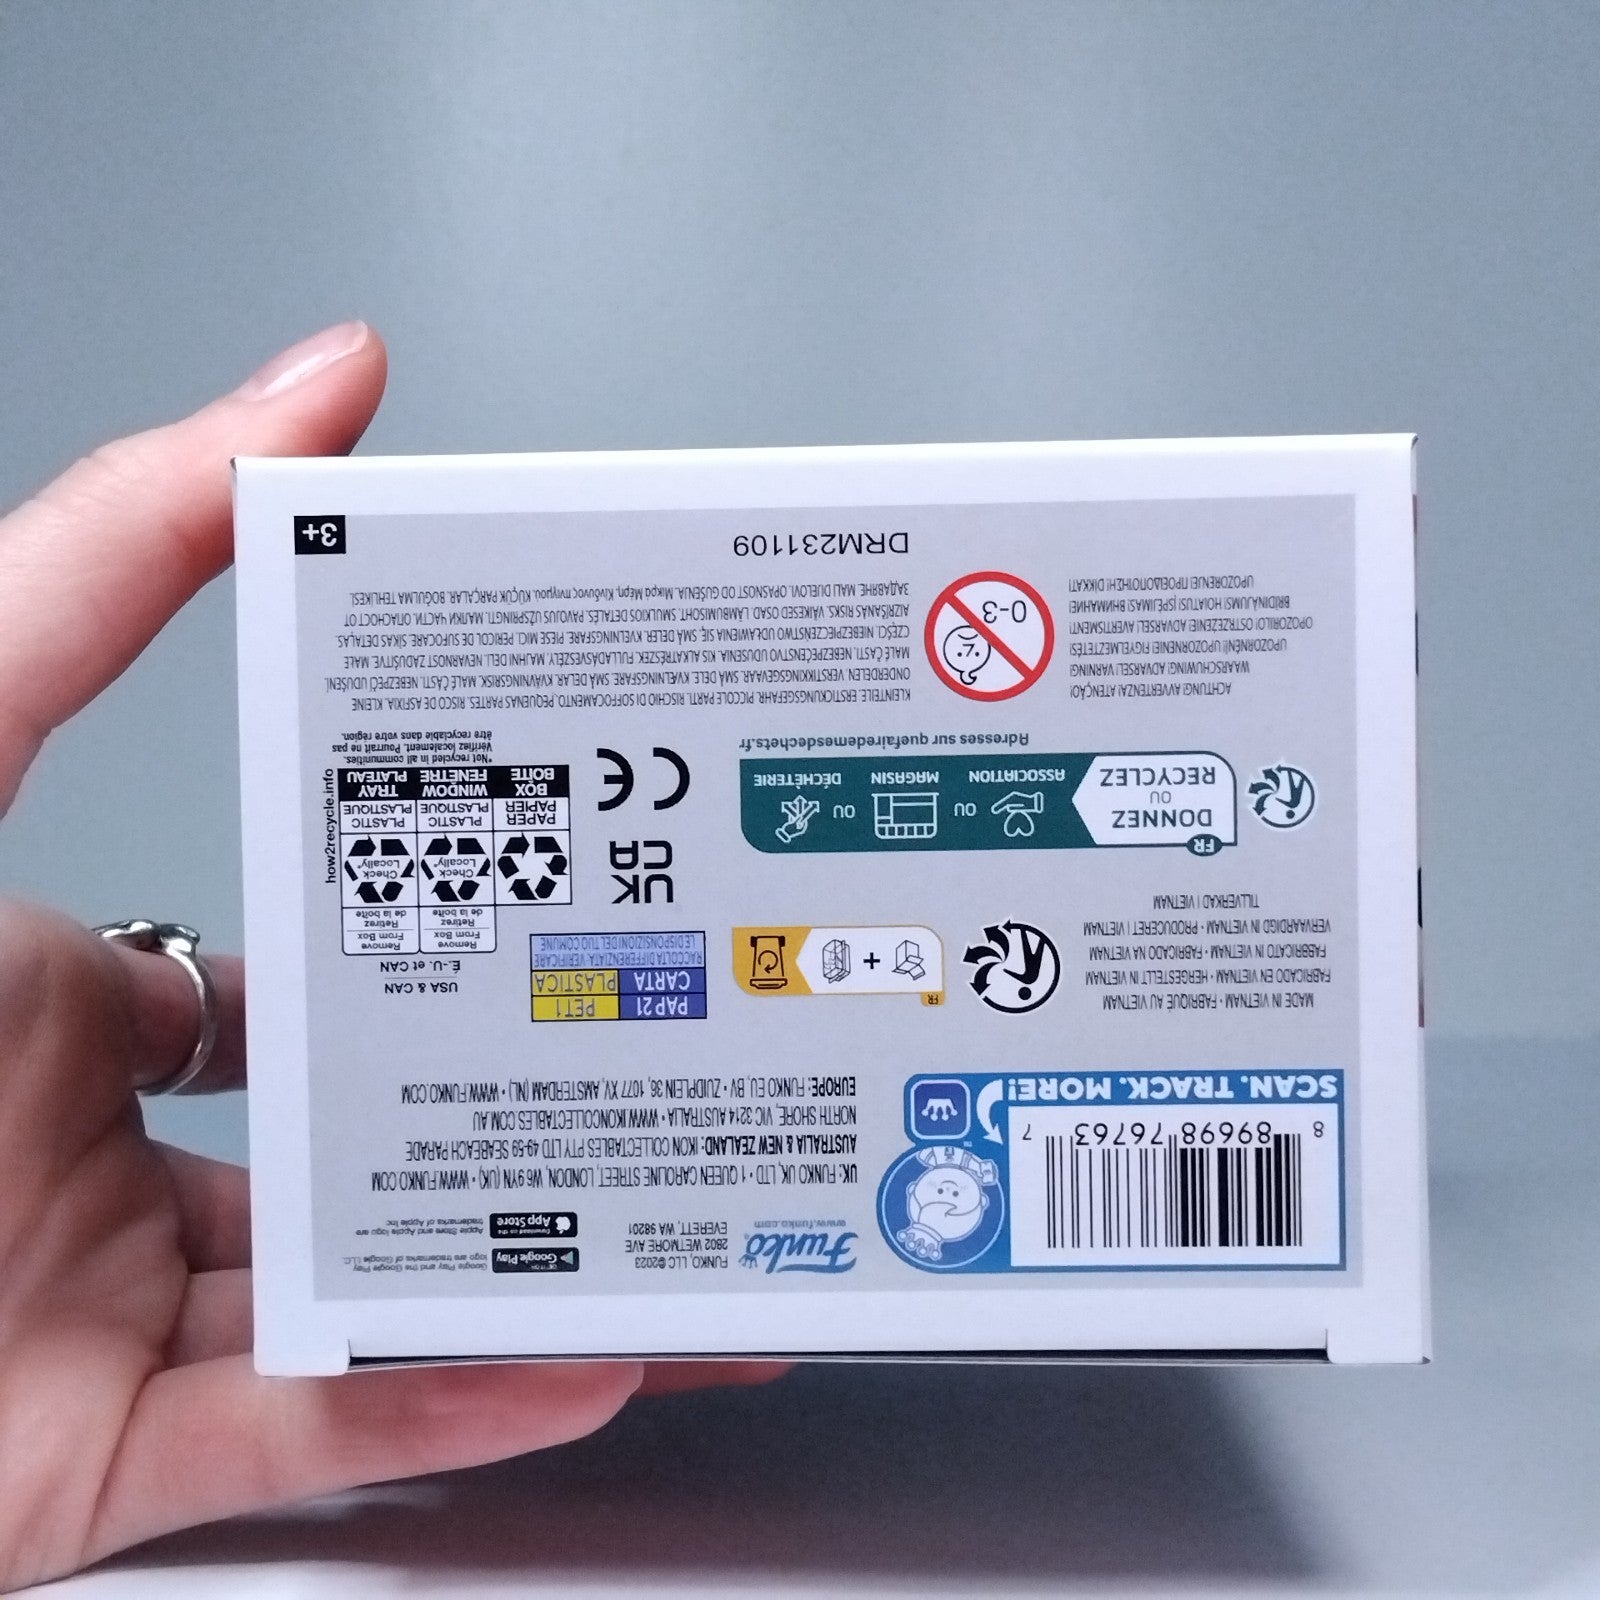 8 89698 76763 7
SCAN. TRACK. MORE!
Funko
www.funko.com
FUNKO, LLC ©2023
2802 WETMORE AVE
EVERETT, WA 98201
GET IT ON
Google Play
Google Play and the Google Play
logo are trademarks of Google LLC.
Download on the
App Store
Apple Store and Apple logo are
trademarks of Apple Inc
UK: FUNKO UK, LTD • 1 QUEEN CAROLINE STREET, LONDON, W6 9YN (UK) • WWW.FUNKO.COM
AUSTRALIA & NEW ZEALAND: IKON COLLECTABLES PTY LTD 49-59 SEABEACH PARADE
NORTH SHORE, VIC 3214 AUSTRALIA • WWW.IKONCOLLECTABLES.COM.AU
EUROPE: FUNKO EU, BV • ZUIDPLEIN 36, 1077 XV, AMSTERDAM (NL) • WWW.FUNKO.COM
MADE IN VIETNAM • FABRIQUÉ AU VIETNAM
FABRICADO EN VIETNAM • HERGESTELLT IN VIETNAM
FABBRICATO IN VIETNAM • FABRICADO NA VIETNAM
VERVAARDIGD IN VIETNAM • PRODUCERET I VIETNAM
TILLVERKAD I VIETNAM
FR
+
PAP21
PET1
CARTA
PLASTICA
RACCOLTA DIFFERENZIATA. VERIFICARE
LE DISPONSIZIONI DEL TUO COMUNE
USA & CAN
É.-U. et CAN
Remove
From Box
Retirez
de la boîte
Remove
From Box
Retirez
de la boîte
Check
Locally*
Check
Locally*
PAPER
PAPIER
BOX
BOÎTE
PLASTIC
PLASTIQUE
WINDOW
FENÊTRE
PLASTIC
PLASTIQUE
TRAY
PLATEAU
how2recycle.info
*Not recycled in all communities.
Vérifiez localement. Pourrait ne pas
être recyclable dans votre région.
UK
CA
CE
FR
DONNEZ
OU
RECYCLEZ
ASSOCIATION
OU
MAGASIN
OU
DÉCHÈTERIE
Adresses sur quefairedemesdechets.fr
ACHTUNG! AVERTENZA! ATENÇÃO!
WAARSCHUWING! ADVARSEL! VARNING!
UPOZORNĚNÍ! UPOZORNENIE! FIGYELMEZTETÉS!
OPOZORILO! OSTRZEŻENIE! ADVARSEL! AVERTISMENT!
BRĪDINĀJUMS! HOIATUS! ĮSPĖJIMAS! ВНИМАНИЕ!
UPOZORENJE! ΠΡΟΕΙΔΟΠΟΙΗΣΗ! DIKKAT!
0-3
KLEINTEILE. ERSTICKUNGSGEFAHR. PICCOLE PARTI. RISCHIO DI SOFFOCAMENTO. PEQUENAS PARTES. RISCO DE ASFIXIA. KLEINE
ONDERDELEN. VERSTIKKINGSGEVAAR. SMÅ DELE. KVÆLNINGSFARE. SMÅ DELAR. KVÄVNINGSRISK. MALÉ ČÁSTI. NEBEZPEČÍ UDUŠENÍ.
MALÉ ČASTI. NEBEZPEČENSTVO UDUSENIA. KIS ALKATRÉSZEK. FULLADÁSVESZÉLY. MAJHNI DELI. NEVARNOST ZADUŠITVE. MAŁE
CZĘŚCI. NIEBEZPIECZEŃSTWO UDŁAWIENIA SIĘ. SMÅ DELER. KVELNINGSFARE. PIESE MICI. PERICOL DE SUFOCARE. SĪKAS DETAĻAS.
AIZRĪŠANĀS RISKS. VÄIKESED OSAD. LÄMBUMISOHT. SMULKIOS DETALĖS. PAVOJUS UŽSPRINGTI. МАЛКИ ЧАСТИ. ОПАСНОСТ ОТ
ЗАДАВЯНЕ. MALI DIJELOVI. OPASNOST OD GUŠENJA. Μικρά Μέρη. Κίνδυνος πνιγμου. KÜÇÜK PARÇALAR. BOĞULMA TEHLIKESI.
DRM231109
3+